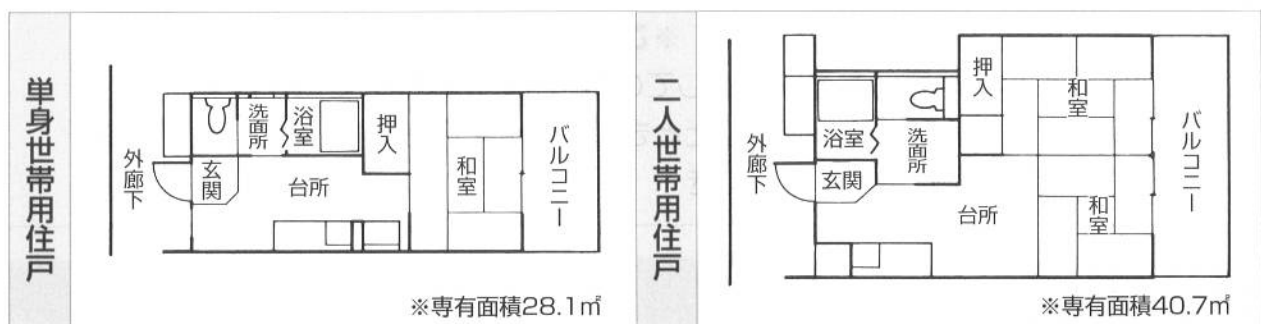 単身世帯用住戸
外廊下
玄関
洗面所
浴室
押入
台所
和室
バルコニー
※専有面積28.1㎡
二人世帯用住戸
外廊下
浴室
玄関
洗面所
押入
台所
和室
和室
バルコニー
※専有面積40.7㎡